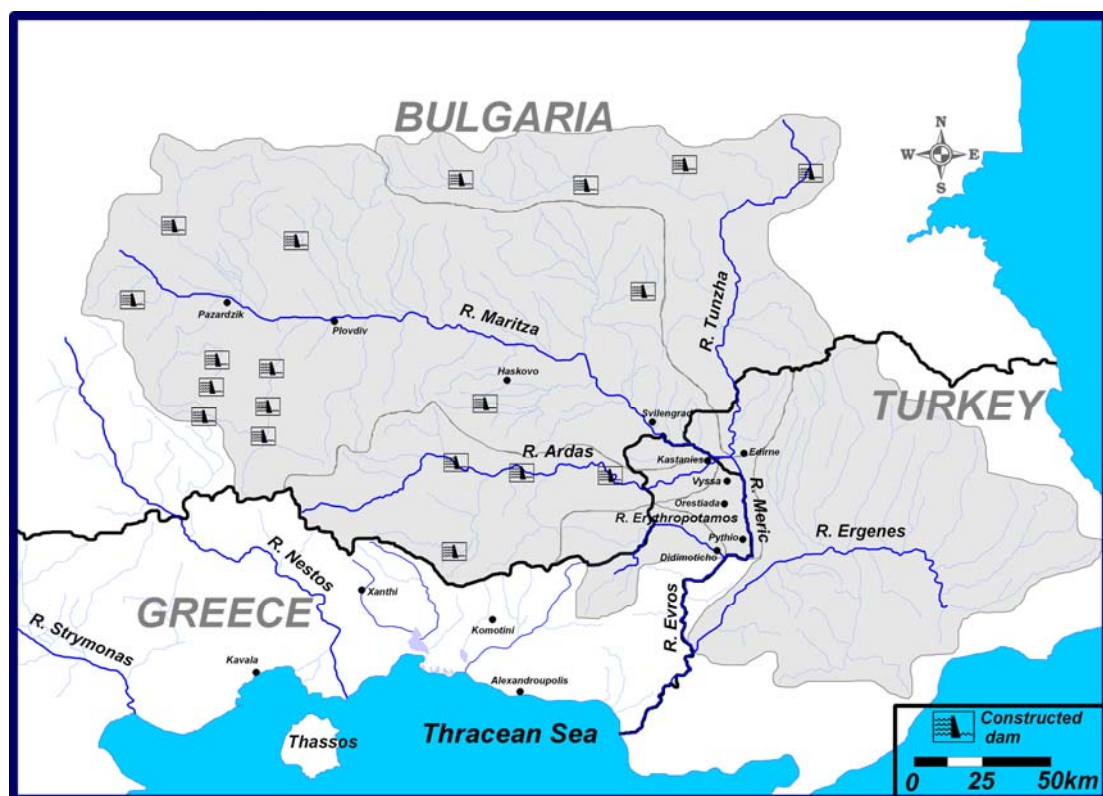 BULGARIA
N
W
E
S
R. Tunzha
Pazardzik
Plovdiv
R. Maritza
Haskovo
TURKEY
Svilengrad
R. Ardas
Kastanies
Edirne
Vyssa
R. Meric
Orestiada
R. Erythropotamos
R. Ergenes
Pythio
Didimoticho
R. Nestos
Xanthi
GREECE
R. Evros
Komotini
R. Strymonas
Kavala
Alexandroupolis
Thracean Sea
Thassos
Constructed
dam
0 25 50km